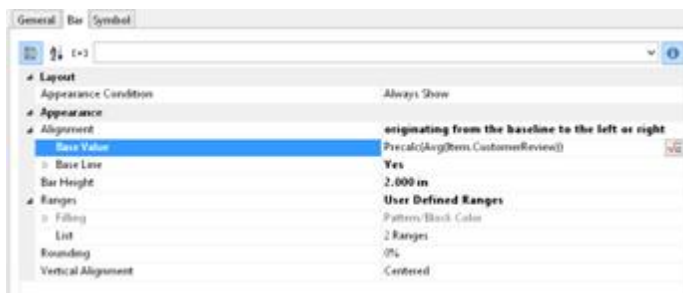 General Bar Symbol
Layout
Appearance Condition Always Show
Appearance
Alignment originating from the baseline to the left or right
Base Value Precalc(Avg(Item.CustomerReview))
Base Line Yes
Bar Height 2.000 in
Ranges User Defined Ranges
Filling Pattern/Block Color
List 2 Ranges
Rounding 0%
Vertical Alignment Centered